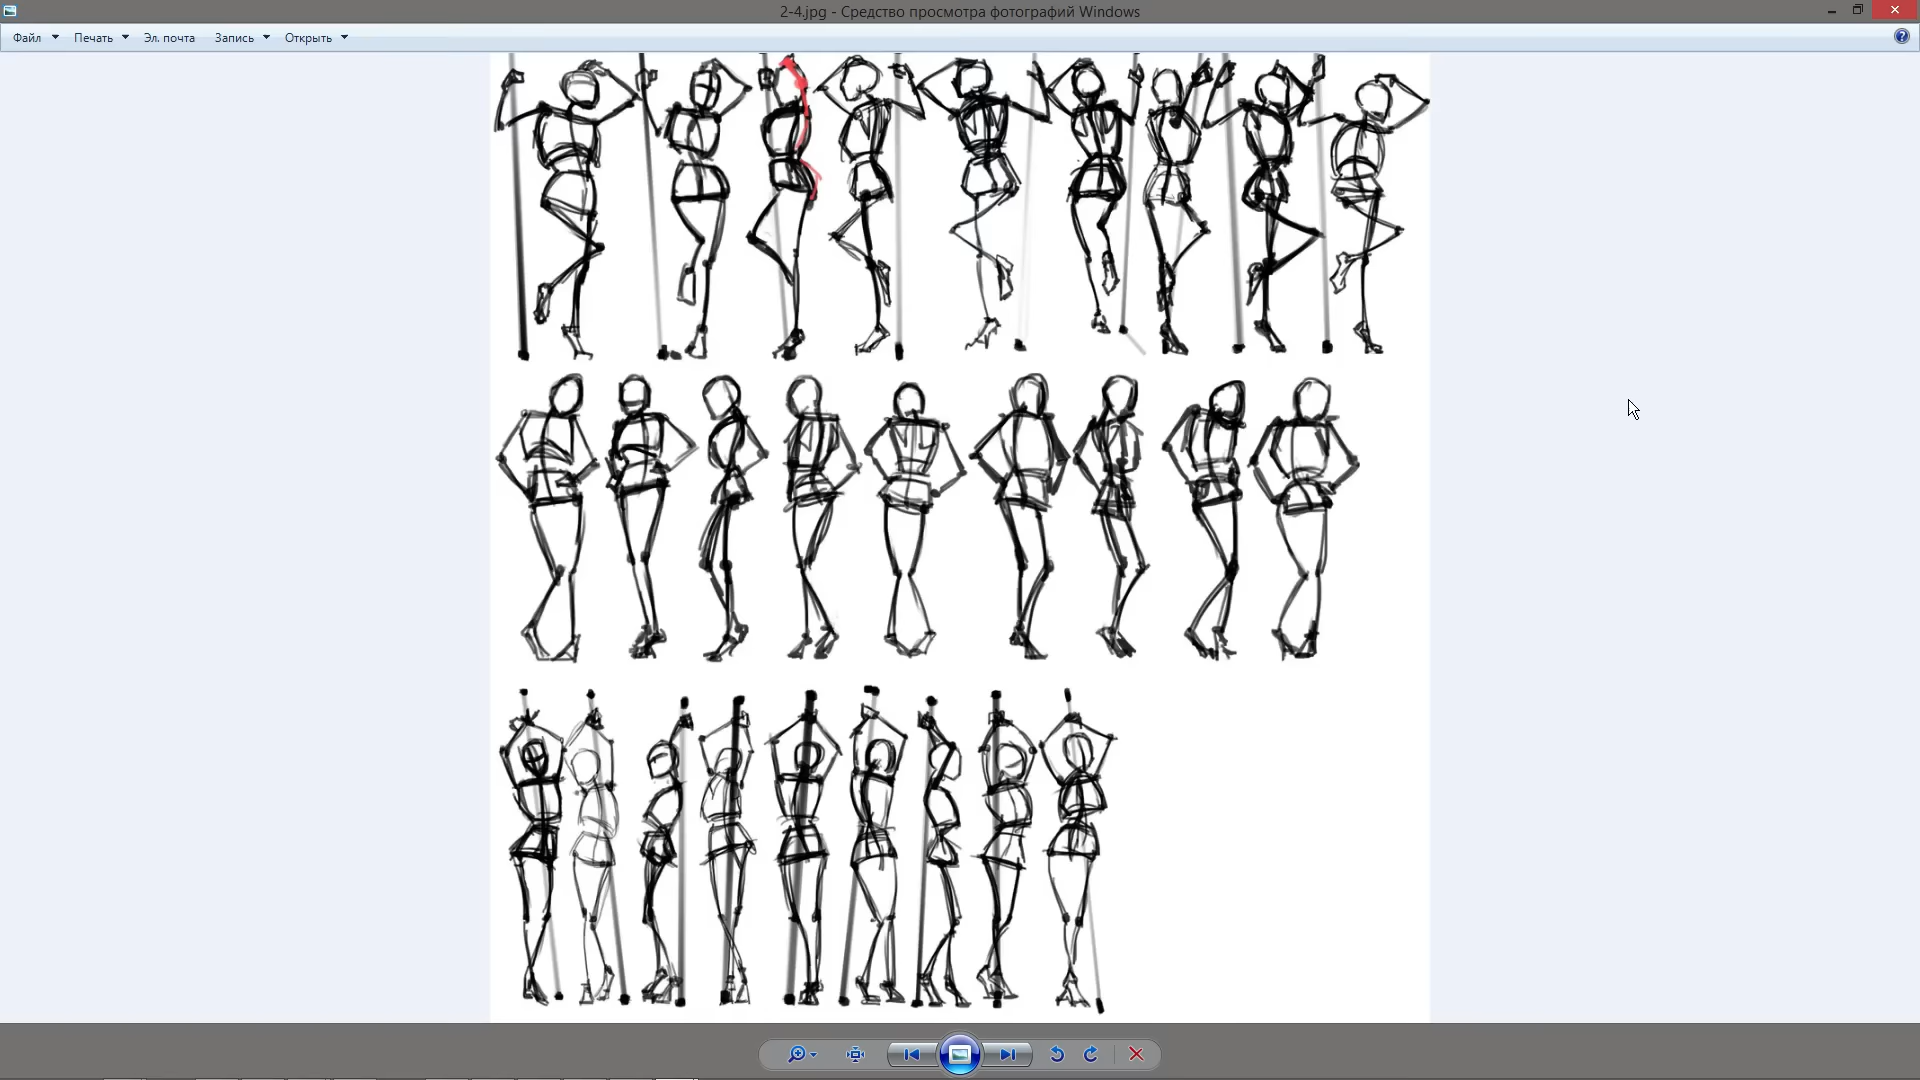 2-4.jpg - Средство просмотра фотографий Windows
Файл Печать Эл. почта Запись Открыть